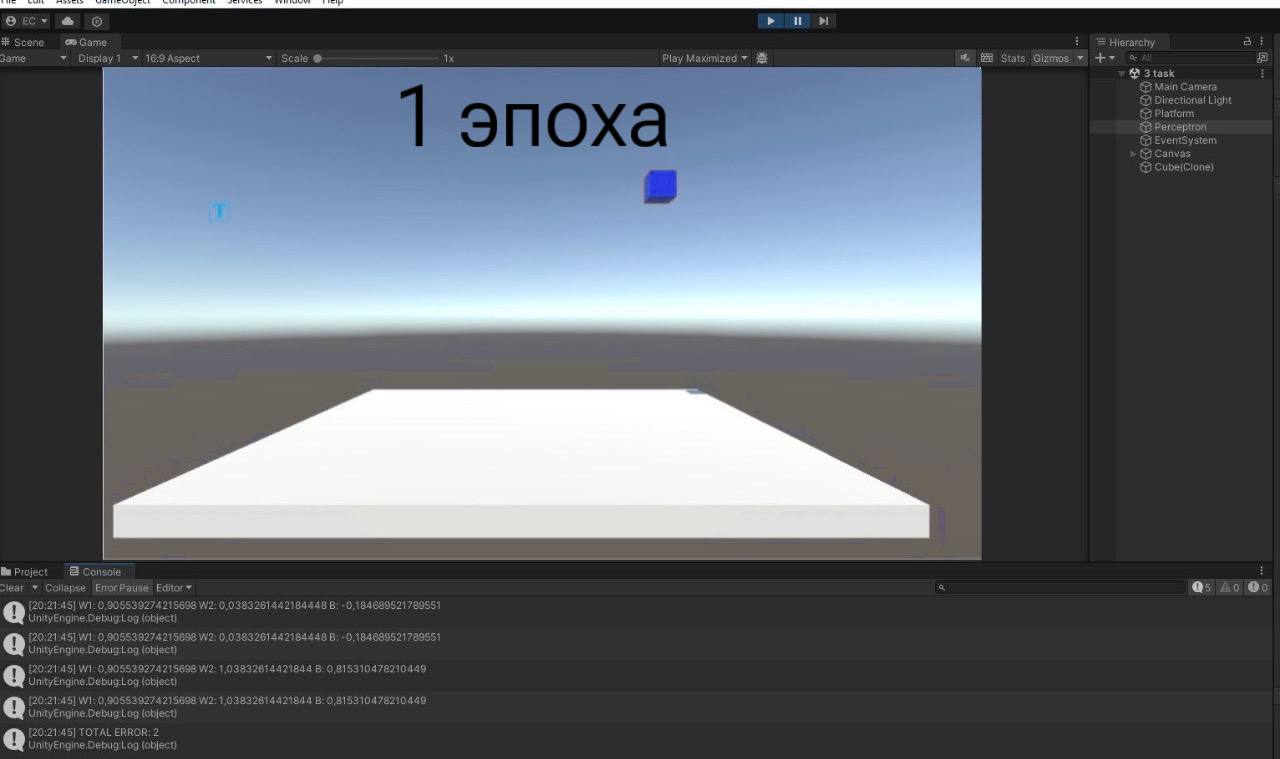 File Edit Assets GameObject Component Services Window Help
EC
Scene Game
Game Display 1 16:9 Aspect Scale 1x Play Maximized Stats Gizmos
Hierarchy
All
3 task
Main Camera
Directional Light
Platform
Perceptron
EventSystem
Canvas
Cube(Clone)
1 эпоха
T
Project Console
Clear Collapse Error Pause Editor
5 0 0
[20:21:45] W1: 0,905539274215698 W2: 0,0383261442184448 B: -0,184689521789551
UnityEngine.Debug:Log (object)
[20:21:45] W1: 0,905539274215698 W2: 0,0383261442184448 B: -0,184689521789551
UnityEngine.Debug:Log (object)
[20:21:45] W1: 0,905539274215698 W2: 1,03832614421844 B: 0,815310478210449
UnityEngine.Debug:Log (object)
[20:21:45] W1: 0,905539274215698 W2: 1,03832614421844 B: 0,815310478210449
UnityEngine.Debug:Log (object)
[20:21:45] TOTAL ERROR: 2
UnityEngine.Debug:Log (object)